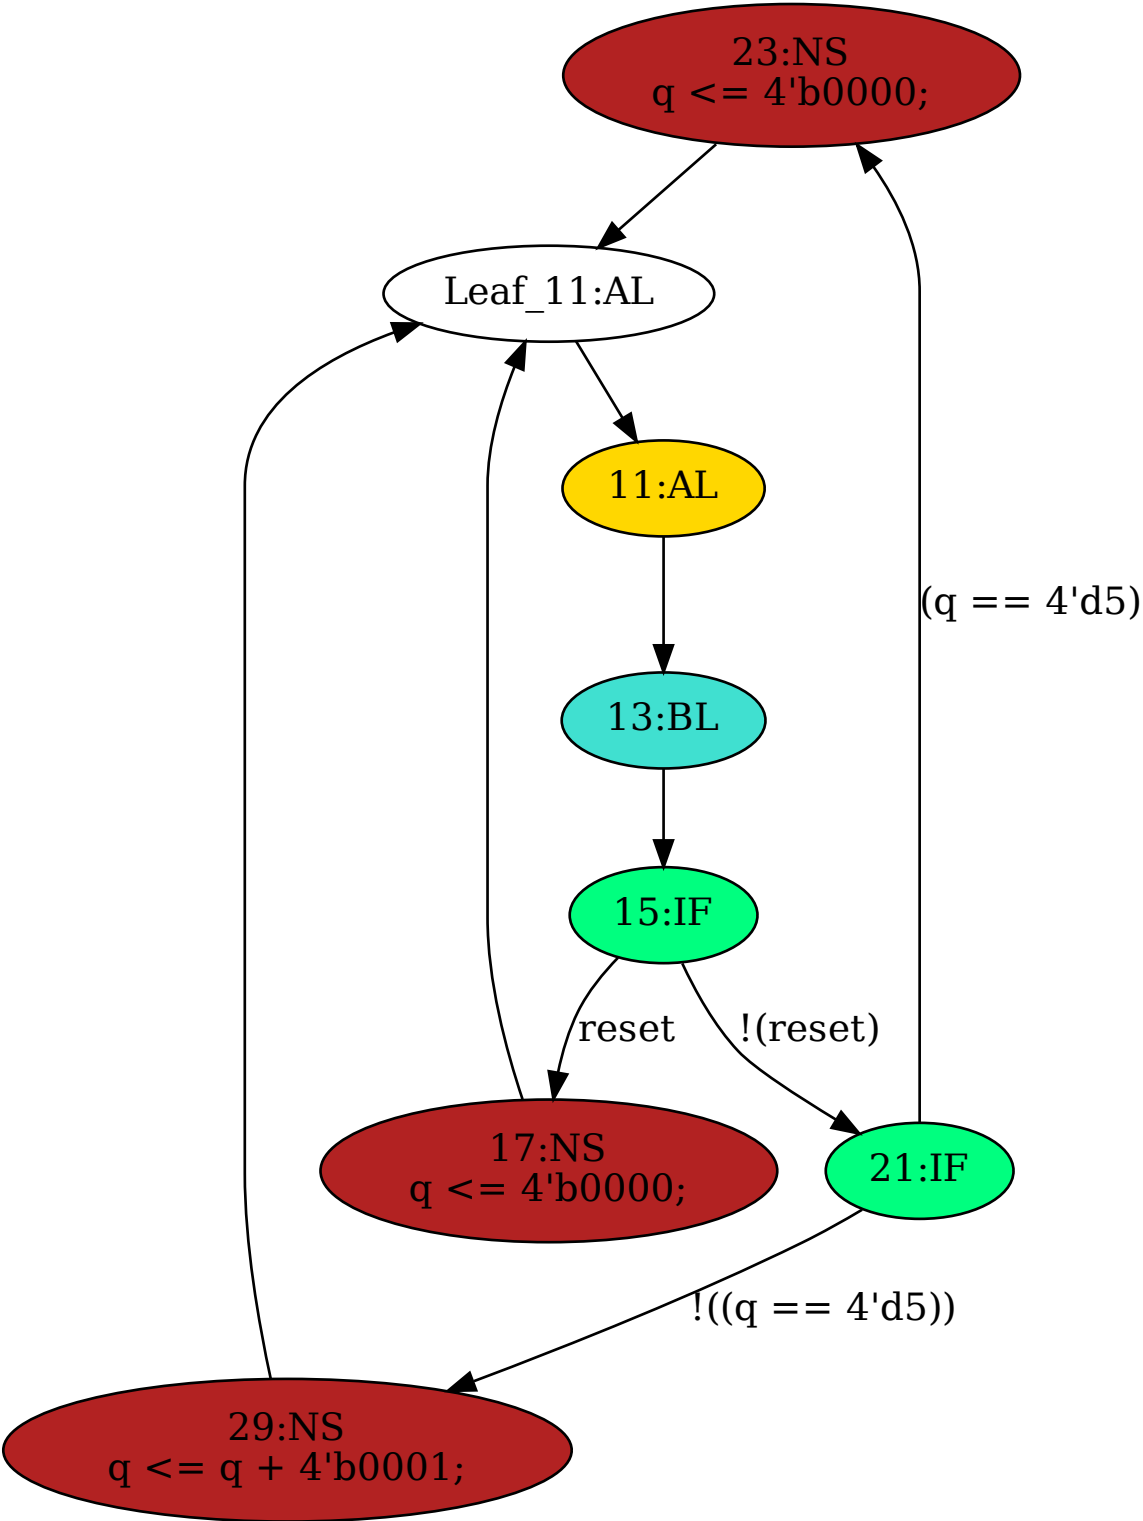 23:NS
q <= 4'b0000;
Leaf_11:AL
11:AL
(q == 4'd5)
13:BL
15:IF
reset
!(reset)
17:NS
q <= 4'b0000;
21:IF
!((q == 4'd5))
29:NS
q <= q + 4'b0001;